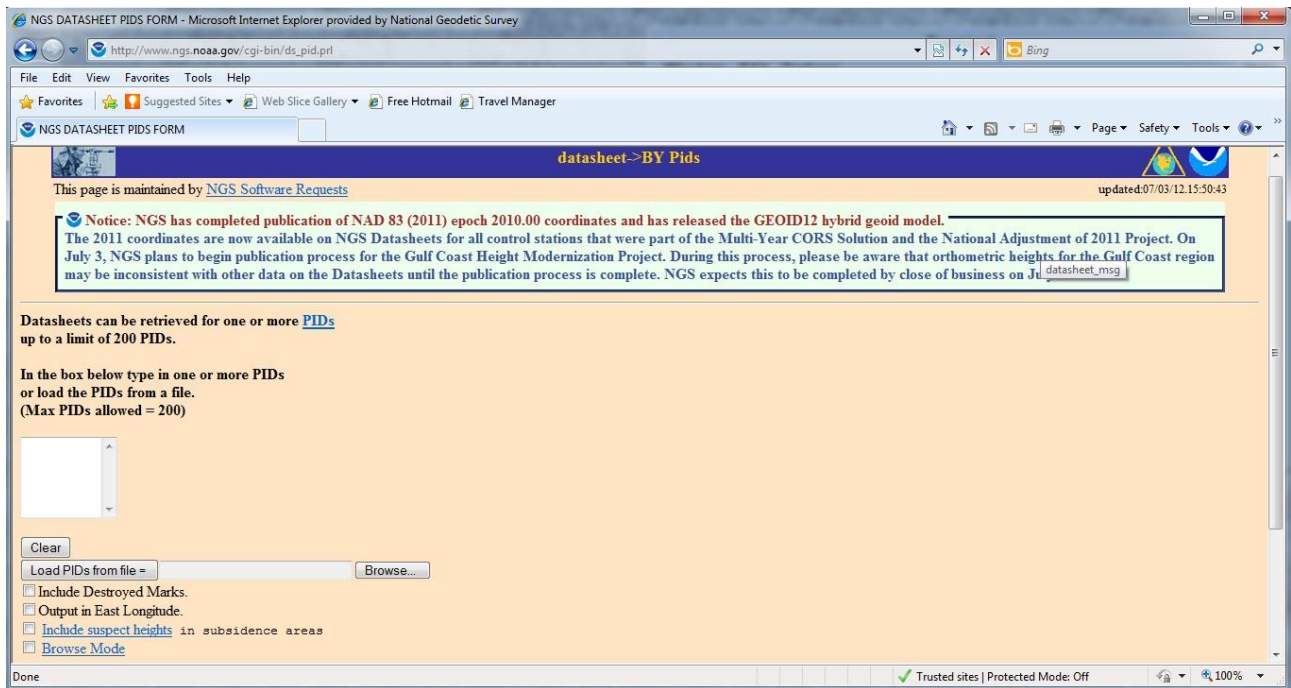 NGS DATASHEET PIDS FORM - Microsoft Internet Explorer provided by National Geodetic Survey
http://www.ngs.noaa.gov/cgi-bin/ds_pid.prl
Bing
File Edit View Favorites Tools Help
Favorites Suggested Sites Web Slice Gallery Free Hotmail Travel Manager
NGS DATASHEET PIDS FORM Page Safety Tools
datasheet->BY Pids
This page is maintained by NGS Software Requests updated:07/03/12.15:50:43
Notice: NGS has completed publication of NAD 83 (2011) epoch 2010.00 coordinates and has released the GEOID12 hybrid geoid model.
The 2011 coordinates are now available on NGS Datasheets for all control stations that were part of the Multi-Year CORS Solution and the National Adjustment of 2011 Project. On
July 3, NGS plans to begin publication process for the Gulf Coast Height Modernization Project. During this process, please be aware that orthometric heights for the Gulf Coast region
may be inconsistent with other data on the Datasheets until the publication process is complete. NGS expects this to be completed by close of business on
datasheet_msg
Datasheets can be retrieved for one or more PIDs
up to a limit of 200 PIDs.
In the box below type in one or more PIDs
or load the PIDs from a file.
(Max PIDs allowed = 200)
Clear
Load PIDs from file = Browse...
Include Destroyed Marks.
Output in East Longitude.
Include suspect heights in subsidence areas
Browse Mode
Done Trusted sites | Protected Mode: Off 100%